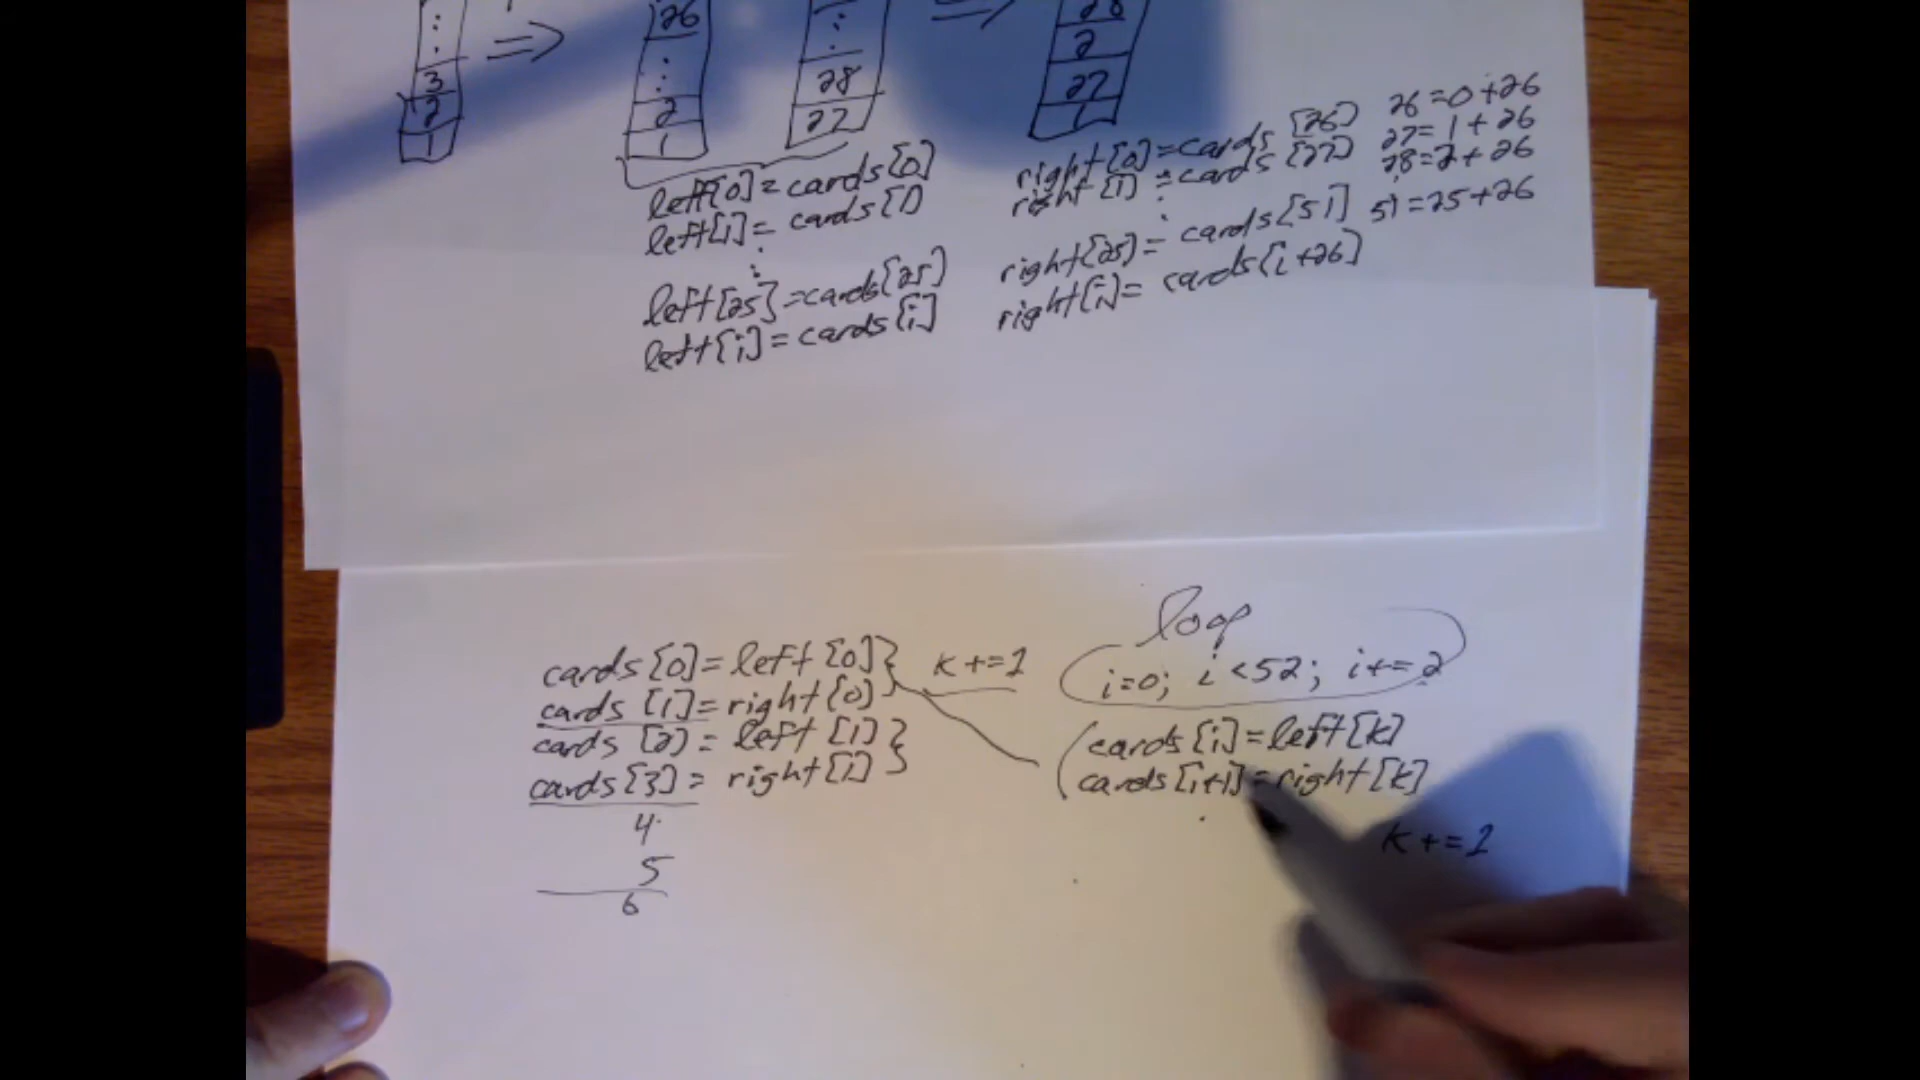 ⋮ ⇒ 26 ⋮ ⇒ 28
3 ⋮ 28 2
2 2 27 27
1 1 1
left[0]=cards[0] right[0]=cards[26] 26=0+26
left[1]= cards[1] right[1]=cards[27] 27=1+26
⋮ ⋮ 28=2+26
left[25]=cards[25] right[25]=cards[51] 51=25+26
left[i]=cards[i] right[i]= cards[i+26]
loop
cards[0]=left[0]} k+=1 i=0; i<52; i+=2
cards[1]=right[0]
cards[2]=left[1]} cards[i]=left[k]
cards[3]=right[1] cards[i+1]=right[k]
4 k+=1
5
6